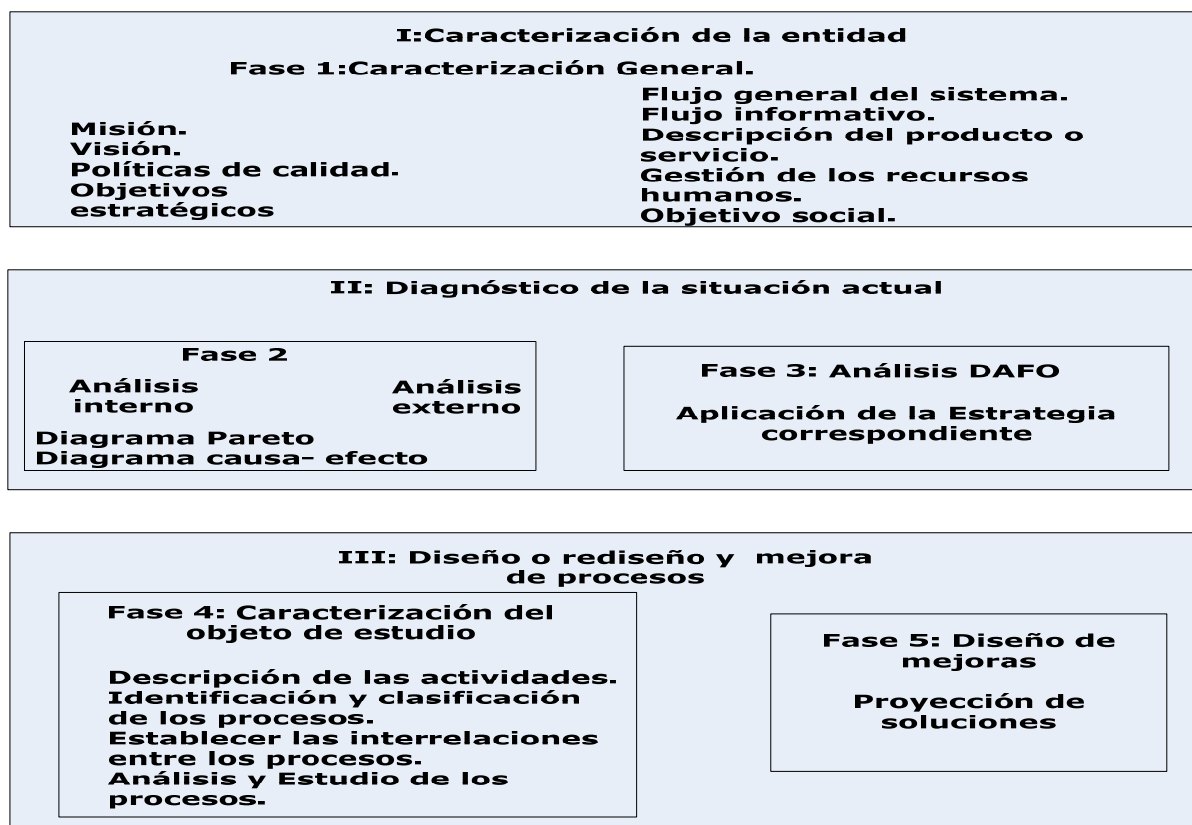 I:Caracterización de la entidad
Fase 1:Caracterización General.
Misión.
Visión.
Políticas de calidad.
Objetivos
estratégicos
Flujo general del sistema.
Flujo informativo.
Descripción del producto o
servicio.
Gestión de los recursos
humanos.
Objetivo social.
II: Diagnóstico de la situación actual
Fase 2
Análisis
interno
Análisis
externo
Diagrama Pareto
Diagrama causa- efecto
Fase 3: Análisis DAFO
Aplicación de la Estrategia
correspondiente
III: Diseño o rediseño y mejora
de procesos
Fase 4: Caracterización del
objeto de estudio
Descripción de las actividades.
Identificación y clasificación
de los procesos.
Establecer las interrelaciones
entre los procesos.
Análisis y Estudio de los
procesos.
Fase 5: Diseño de
mejoras
Proyección de
soluciones